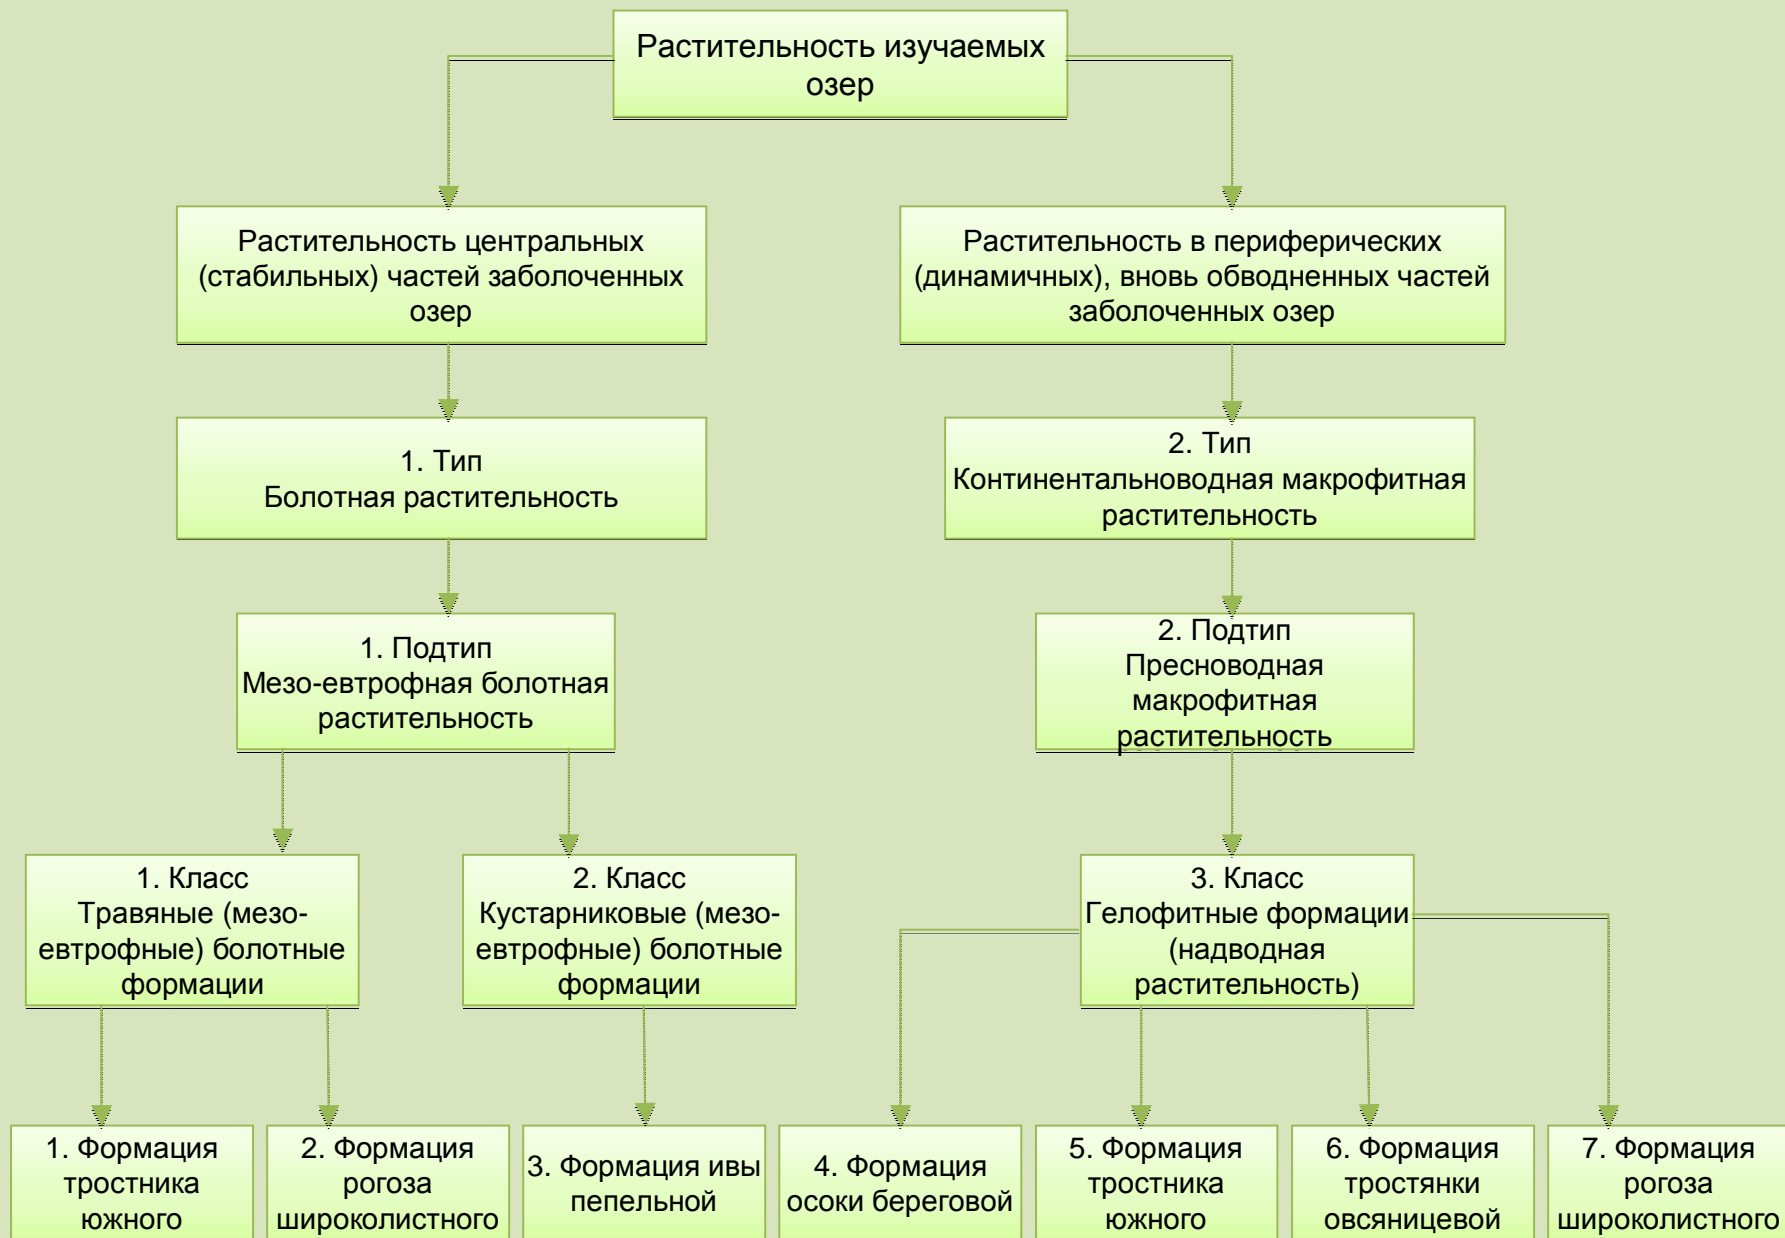 Растительность изучаемых
озер
Растительность центральных
(стабильных) частей заболоченных
озер
Растительность в периферических
(динамичных), вновь обводненных частей
заболоченных озер
1. Тип
Болотная растительность
2. Тип
Континентальноводная макрофитная
растительность
1. Подтип
Мезо-евтрофная болотная
растительность
2. Подтип
Пресноводная
макрофитная
растительность
1. Класс
Травяные (мезо-
евтрофные) болотные
формации
2. Класс
Кустарниковые (мезо-
евтрофные) болотные
формации
3. Класс
Гелофитные формации
(надводная
растительность)
1. Формация
тростника
южного
2. Формация
рогоза
широколистного
3. Формация ивы
пепельной
4. Формация
осоки береговой
5. Формация
тростника
южного
6. Формация
тростянки
овсяницевой
7. Формация
рогоза
широколистного